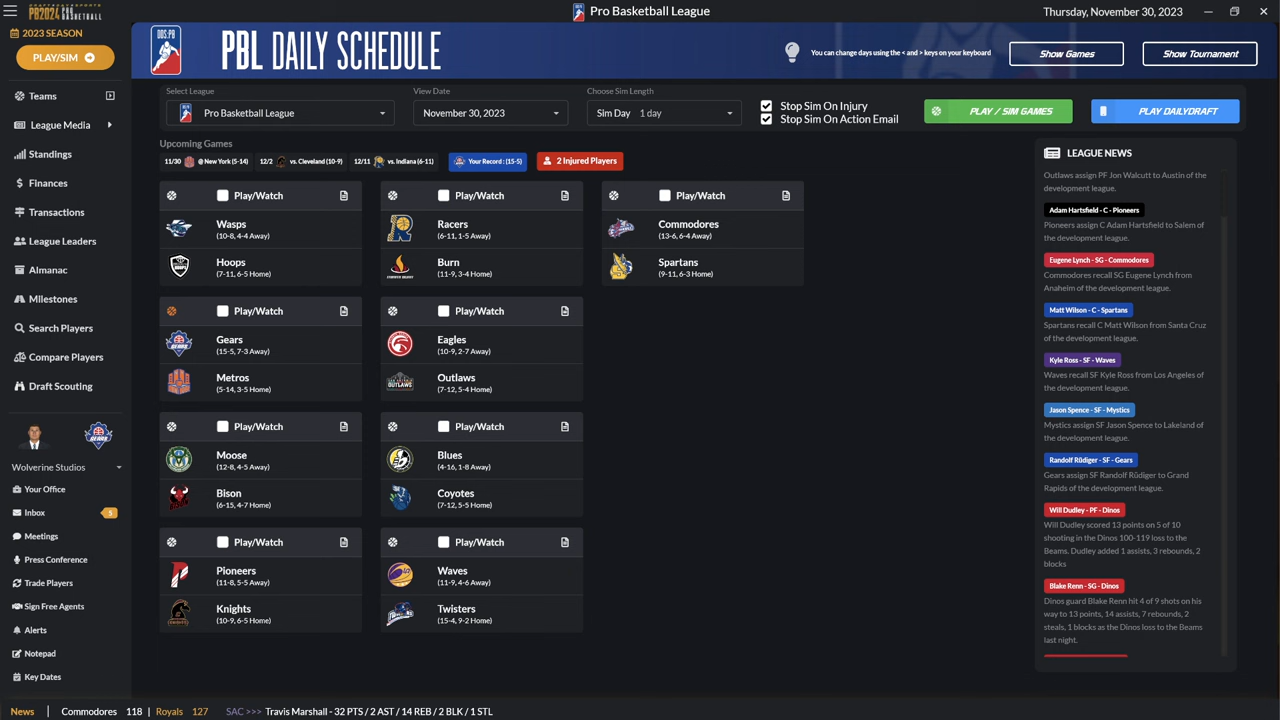 DRAFT DAY SPORTS
PB2024 PRO BASKETBALL
Pro Basketball League
Thursday, November 30, 2023
2023 SEASON
PLAY/SIM
Teams
League Media
Standings
Finances
Transactions
League Leaders
Almanac
Milestones
Search Players
Compare Players
Draft Scouting
GEARS
Wolverine Studios
Your Office
Inbox 5
Meetings
Press Conference
Trade Players
Sign Free Agents
Alerts
Notepad
Key Dates
DDS:PB
PBL DAILY SCHEDULE
You can change days using the < and > keys on your keyboard
Show Games
Show Tournament
Select League
Pro Basketball League
View Date
November 30, 2023
Choose Sim Length
Sim Day 1 day
Stop Sim On Injury
Stop Sim On Action Email
PLAY / SIM GAMES
PLAY DAILYDRAFT
Upcoming Games
11/30 @ New York (5-14) 12/2 vs. Cleveland (10-9) 12/11 vs. Indiana (6-11) Your Record : (15-5) 2 Injured Players
Play/Watch
Wasps
(10-8, 4-4 Away)
Hoops
(7-11, 6-5 Home)
Play/Watch
Racers
(6-11, 1-5 Away)
Burn
(11-9, 3-4 Home)
Play/Watch
Commodores
(13-6, 6-4 Away)
Spartans
(9-11, 6-3 Home)
Play/Watch
Gears
(15-5, 7-3 Away)
Metros
(5-14, 3-5 Home)
Play/Watch
Eagles
(10-9, 2-7 Away)
Outlaws
(7-12, 5-4 Home)
Play/Watch
Moose
(12-8, 4-5 Away)
Bison
(6-15, 4-7 Home)
Play/Watch
Blues
(4-16, 1-8 Away)
Coyotes
(7-12, 5-5 Home)
Play/Watch
Pioneers
(11-8, 5-5 Away)
Knights
(10-9, 6-5 Home)
Play/Watch
Waves
(11-9, 4-6 Away)
Twisters
(15-4, 9-2 Home)
LEAGUE NEWS
Outlaws assign PF Jon Walcutt to Austin of the
development league.
Adam Hartsfield - C - Pioneers
Pioneers assign C Adam Hartsfield to Salem of
the development league.
Eugene Lynch - SG - Commodores
Commodores recall SG Eugene Lynch from
Anaheim of the development league.
Matt Wilson - C - Spartans
Spartans recall C Matt Wilson from Santa Cruz
of the development league.
Kyle Ross - SF - Waves
Waves recall SF Kyle Ross from Los Angeles of
the development league.
Jason Spence - SF - Mystics
Mystics assign SF Jason Spence to Lakeland of
the development league.
Randolf Rüdiger - SF - Gears
Gears assign SF Randolf Rüdiger to Grand
Rapids of the development league.
Will Dudley - PF - Dinos
Will Dudley scored 13 points on 5 of 10
shooting in the Dinos 100-119 loss to the
Beams. Dudley added 1 assists, 3 rebounds, 2
blocks
Blake Renn - SG - Dinos
Dinos guard Blake Renn hit 4 of 9 shots on his
way to 13 points, 14 assists, 7 rebounds, 2
steals, 1 blocks as the Dinos loss to the Beams
last night.
News Commodores 118 | Royals 127 SAC >>> Travis Marshall - 32 PTS / 2 AST / 14 REB / 2 BLK / 1 STL